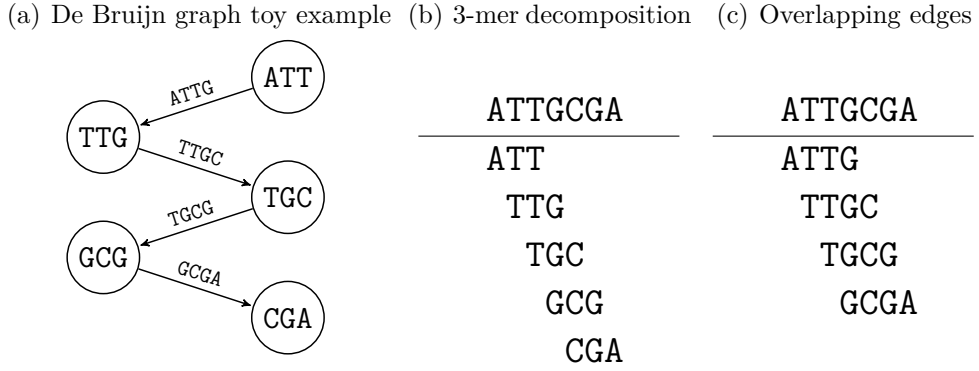 (a) De Bruijn graph toy example
ATT
ATTG
TTG
TTGC
TGC
TGCG
GCG
GCGA
CGA
(b) 3-mer decomposition
ATTGCGA
ATT
TTG
TGC
GCG
CGA
(c) Overlapping edges
ATTGCGA
ATTG
TTGC
TGCG
GCGA